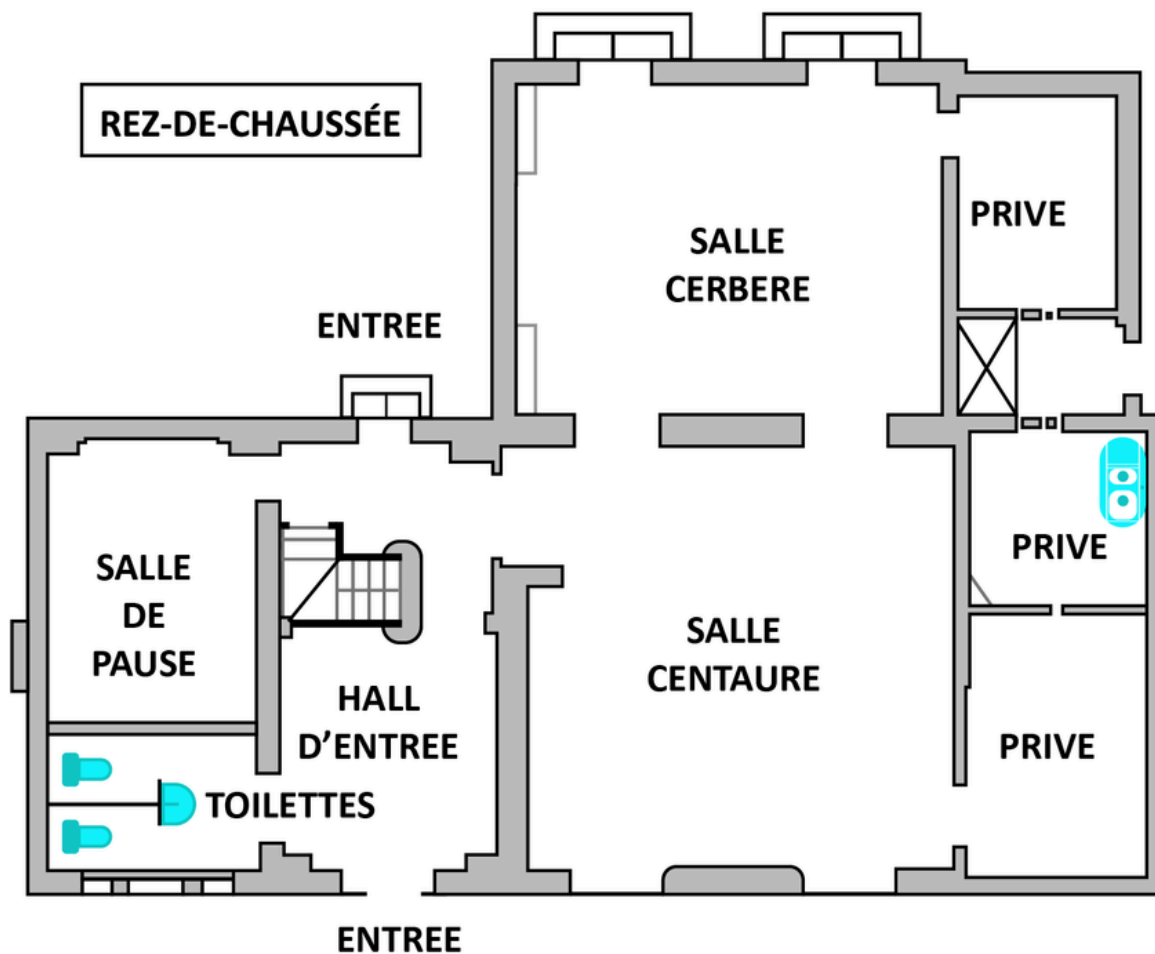 REZ-DE-CHAUSSÉE
PRIVE
SALLE
CERBERE
ENTREE
PRIVE
SALLE
DE
PAUSE
SALLE
CENTAURE
HALL
D'ENTREE
PRIVE
TOILETTES
ENTREE